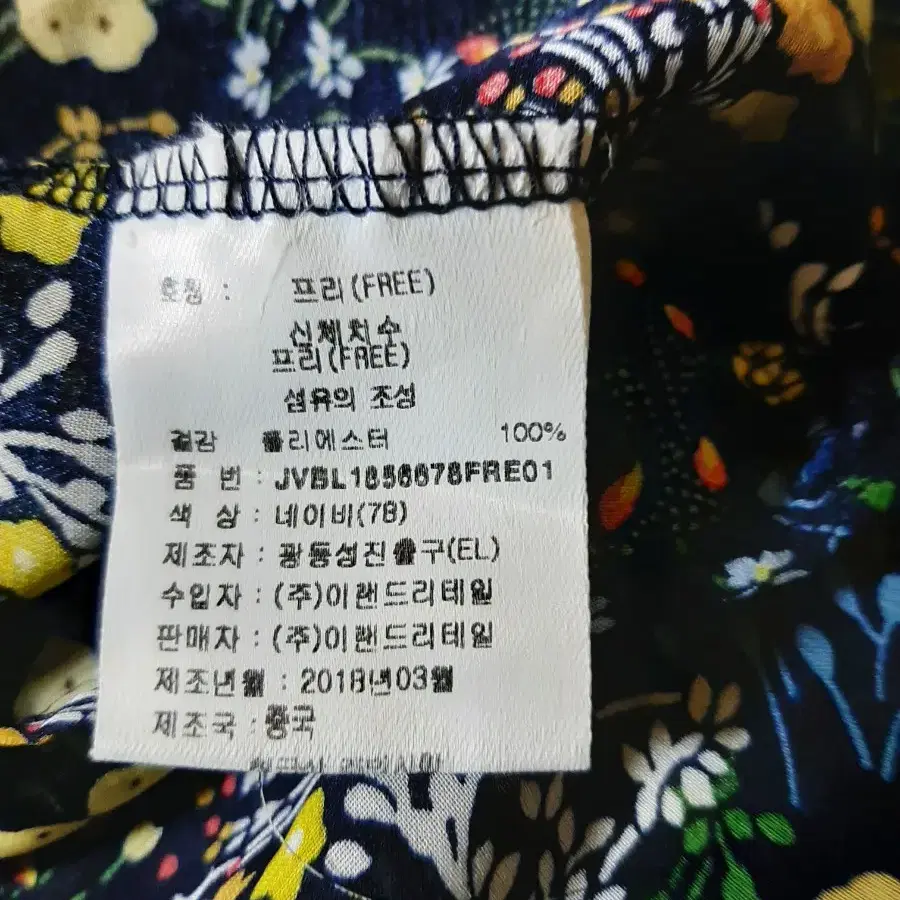 호칭 : 프리(FREE)
신체치수
프리(FREE)
섬유의 조성
겉감 폴리에스터 100%
품 번 : JVBL1856678FRE01
색 상 : 네이비(78)
제조자 : 광동성진출구(EL)
수입자 : (주)이랜드리테일
판매자 : (주)이랜드리테일
제조년월 : 2018년03월
제조국 : 중국